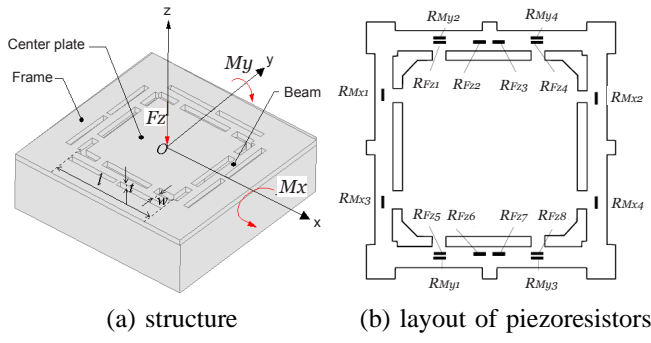 z
Center plate
Frame
My
y
Beam
Fz
O
Mx
l
t
w
x
(a) structure
RMy2
RMy4
RFz1
RFz2
RFz3
RFz4
RMx1
RMx2
RMx3
RMx4
RFz5
RFz6
RFz7
RFz8
RMy1
RMy3
(b) layout of piezoresistors